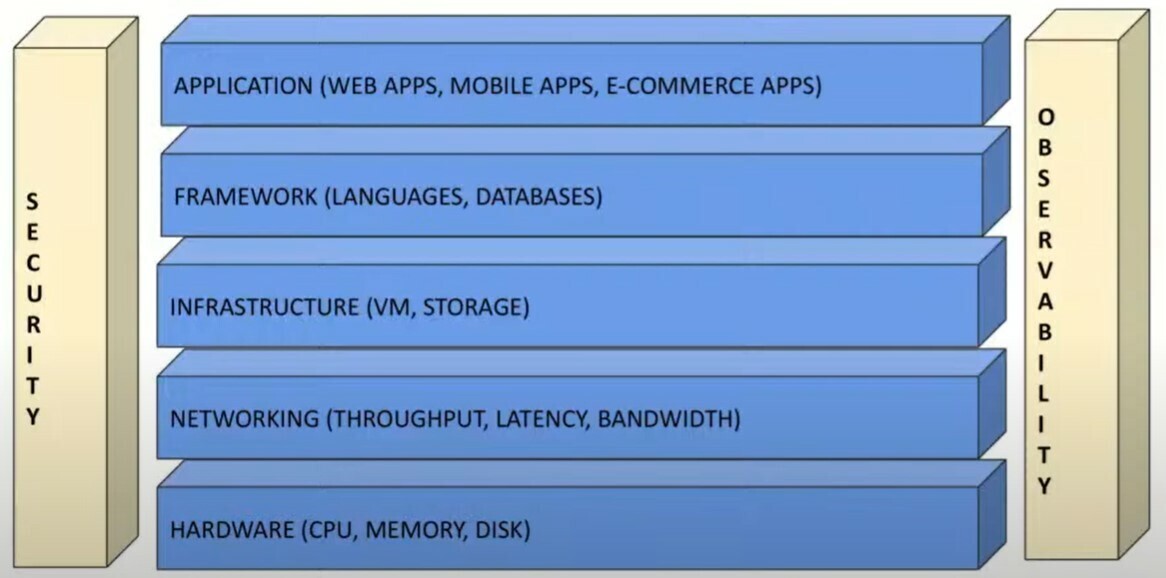 SECURITY
APPLICATION (WEB APPS, MOBILE APPS, E-COMMERCE APPS)
FRAMEWORK (LANGUAGES, DATABASES)
INFRASTRUCTURE (VM, STORAGE)
NETWORKING (THROUGHPUT, LATENCY, BANDWIDTH)
HARDWARE (CPU, MEMORY, DISK)
OBSERVABILITY